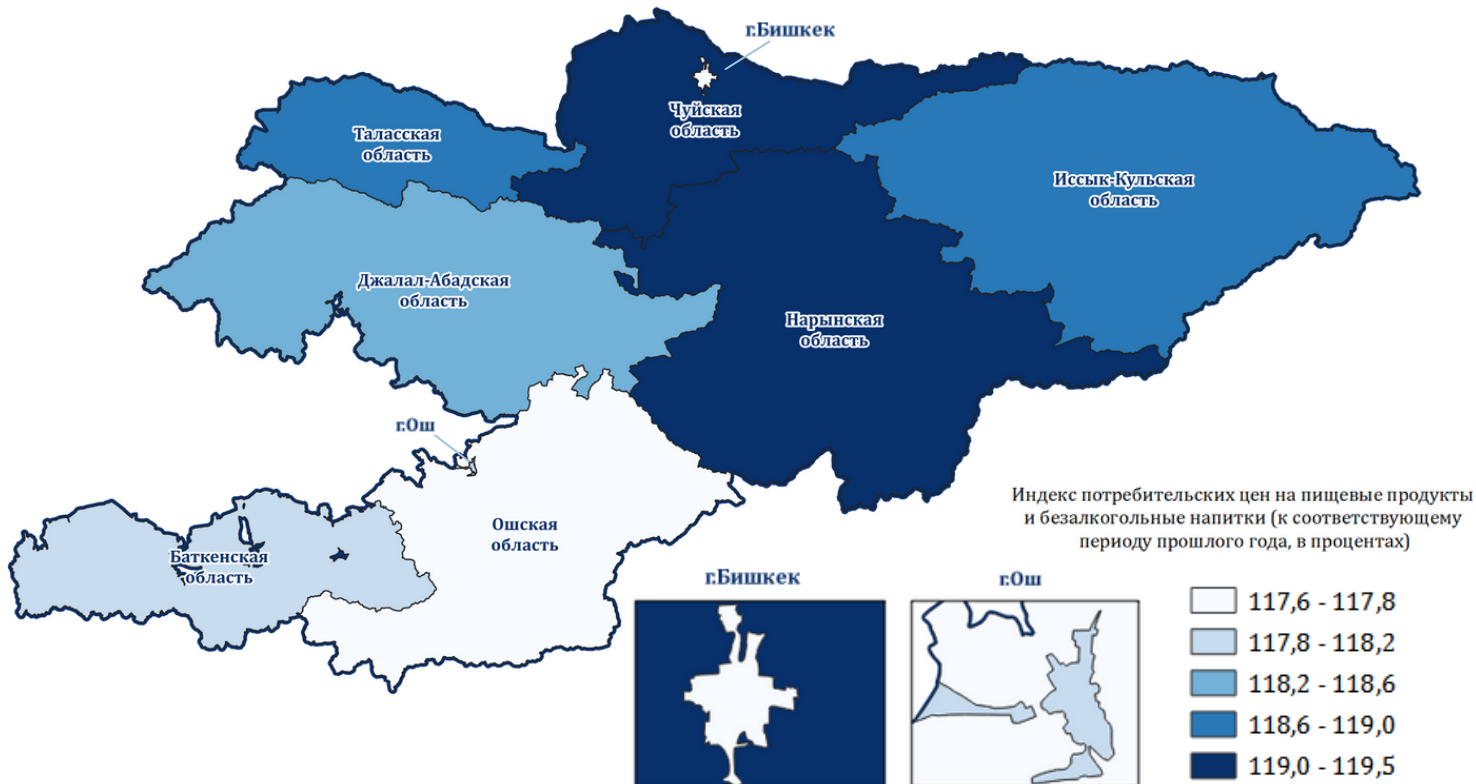 г.Бишкек
Чуйская
область
Таласская
область
Иссык-Кульская
область
Джалал-Абадская
область
Нарынская
область
г.Ош
Ошская
область
Баткенская
область
Индекс потребительских цен на пищевые продукты
и безалкогольные напитки (к соответствующему
периоду прошлого года, в процентах)
г.Бишкек
г.Ош
117,6 - 117,8
117,8 - 118,2
118,2 - 118,6
118,6 - 119,0
119,0 - 119,5